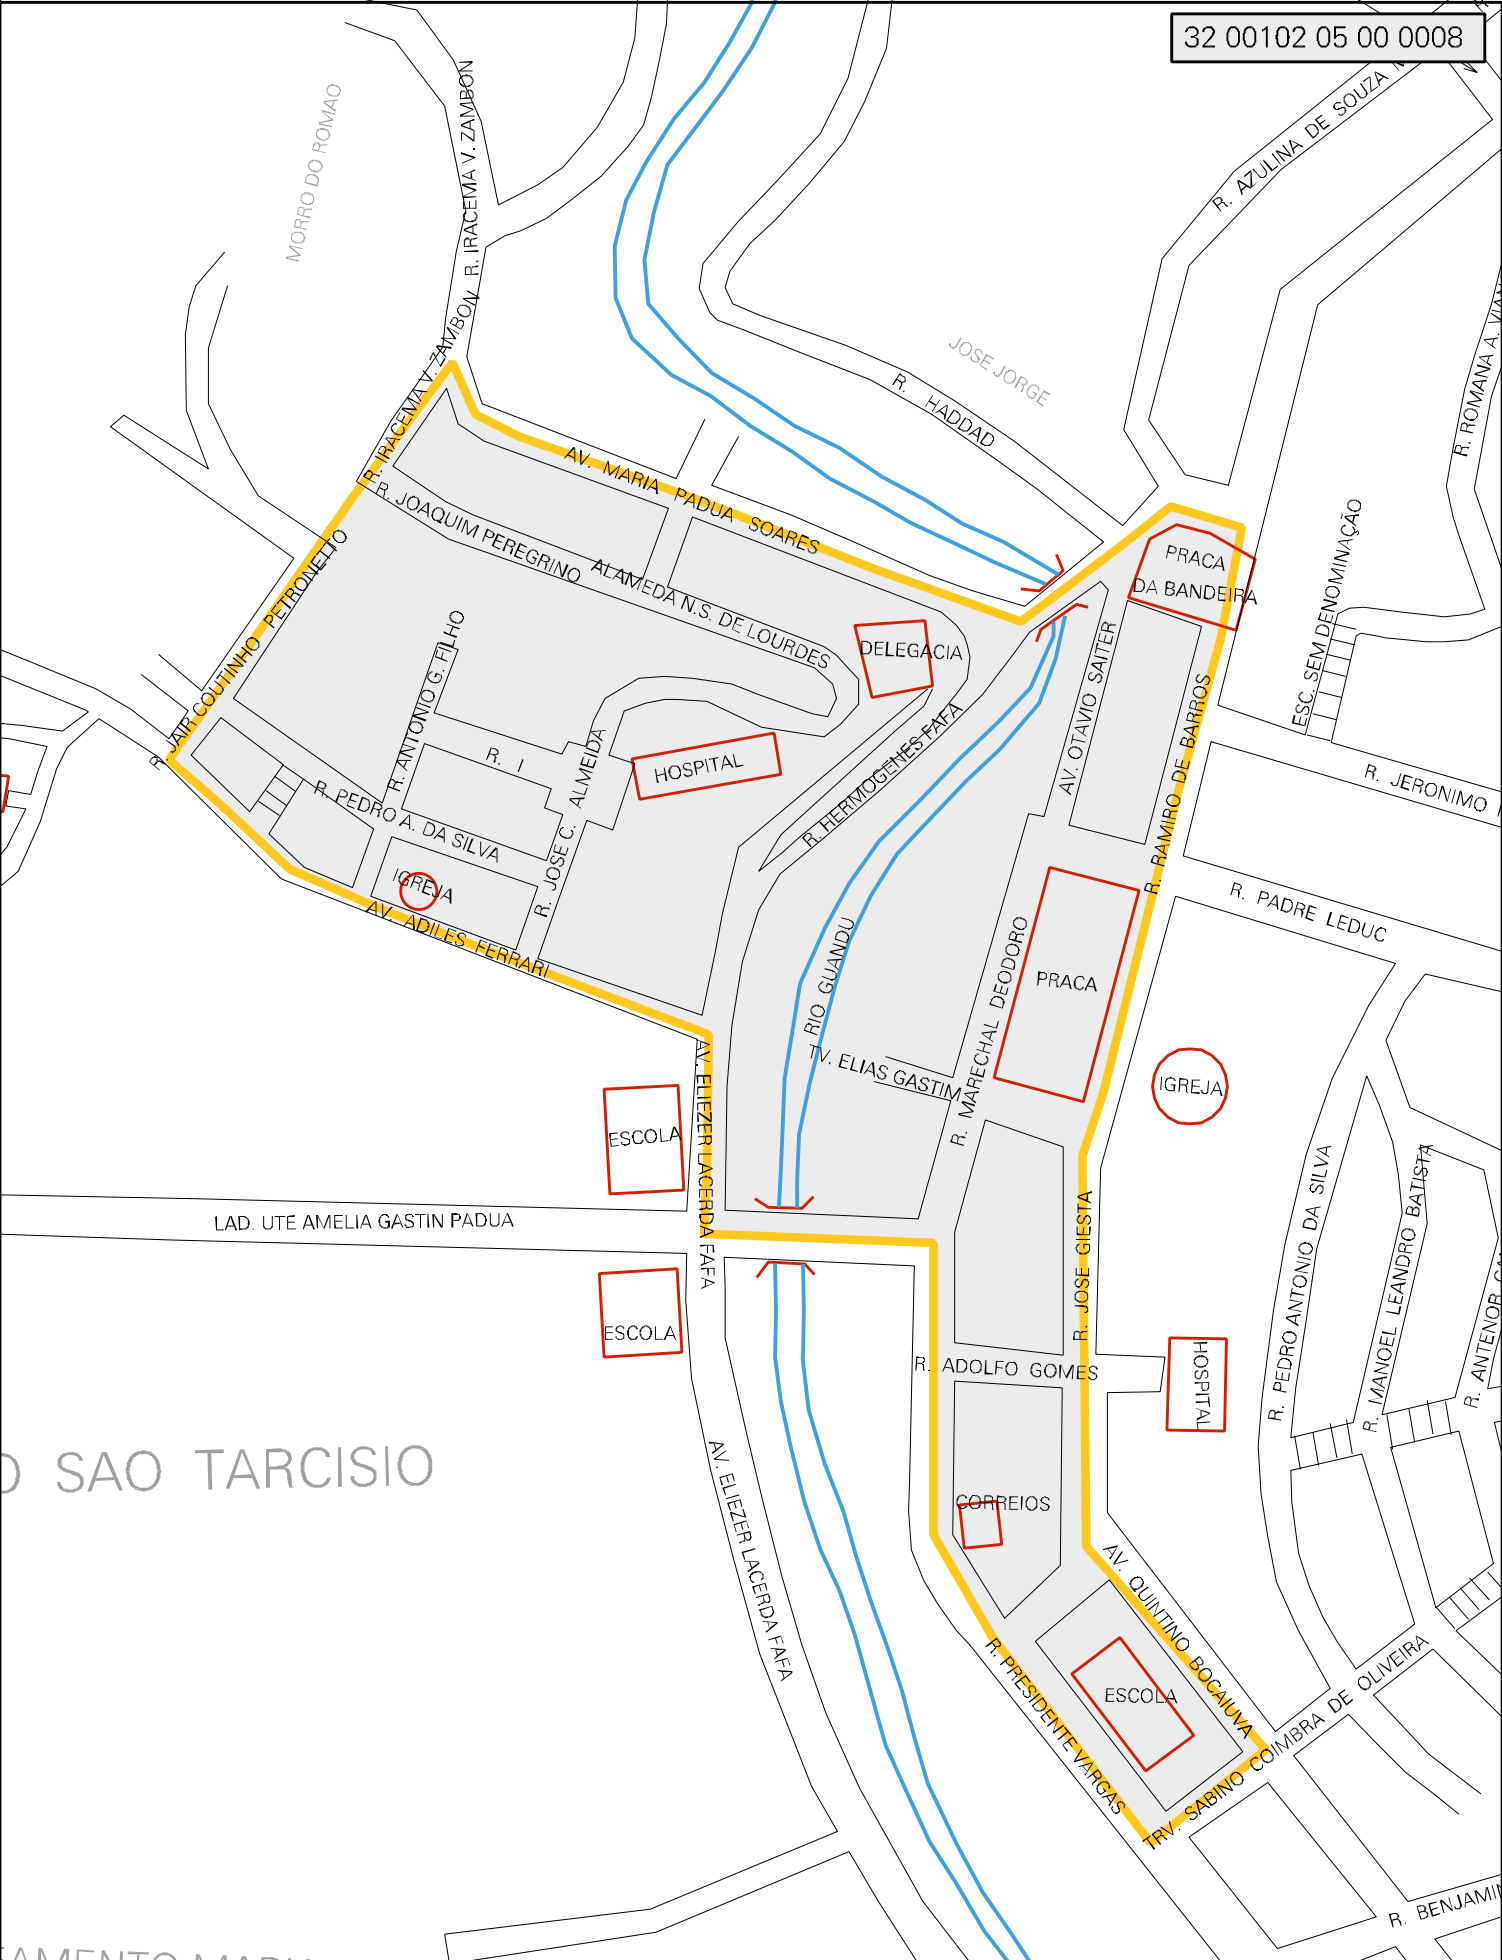 32 00102 05 00 0008
R. IRACEMA V. ZAMBON
MORRO DO ROMAO
R. AZULINA DE SOUZA
R. IRACEMA V. ZAMBON
JOSE JORGE
R. HADDAD
R. ROMANA A.
AV. MARIA PADUA SOARES
R. JOAQUIM PEREGRINO
ALAMEDA N.S. DE LOURDES
PRACA
DA BANDEIRA
ESC. SEM DENOMINAÇÃO
R. JAIR COUTINHO PETRONETTO
R. ANTONIO G. FILHO
DELEGACIA
AV. OTAVIO SAITER
R. RAMIRO DE BARROS
R. HERMOGENES FAFA
R. I
R. JOSE C. ALMEIDA
HOSPITAL
R. JERONIMO
R. PEDRO A. DA SILVA
IGREJA
R. PADRE LEDUC
AV. ADILES FERRARI
RIO GUANDU
R. MARECHAL DEODORO
PRACA
TV. ELIAS GASTIM
AV. ELIEZER LACERDA FAFA
IGREJA
ESCOLA
LAD. UTE AMELIA GASTIN PADUA
R. JOSE GIESTA
R. PEDRO ANTONIO DA SILVA
R. MANOEL LEANDRO BATISTA
R. ANTENOR
ESCOLA
R. ADOLFO GOMES
HOSPITAL
SAO TARCISIO
AV. ELIEZER LACERDA FAFA
CORREIOS
AV. QUINTINO BOCAIUVA
R. PRESIDENTE VARGAS
ESCOLA
TRV. SABINO COIMBRA DE OLIVEIRA
R. BENJAMIN